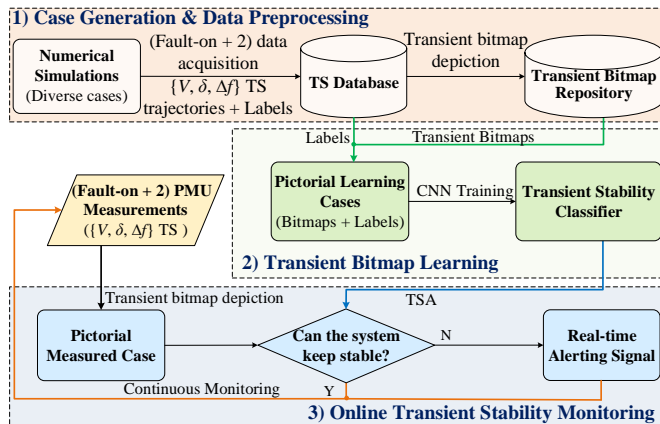 1) Case Generation & Data Preprocessing
Numerical
Simulations
(Diverse cases)
(Fault-on + 2) data
acquisition
{V, δ, Δf} TS
trajectories + Labels
TS Database
Transient bitmap
depiction
Transient Bitmap
Repository
Labels
Transient Bitmaps
Pictorial Learning
Cases
(Bitmaps + Labels)
CNN Training
Transient Stability
Classifier
2) Transient Bitmap Learning
(Fault-on + 2) PMU
Measurements
({V, δ, Δf} TS )
Transient bitmap depiction
TSA
Pictorial
Measured Case
Can the system
keep stable?
N
Real-time
Alerting Signal
Continuous Monitoring
Y
3) Online Transient Stability Monitoring